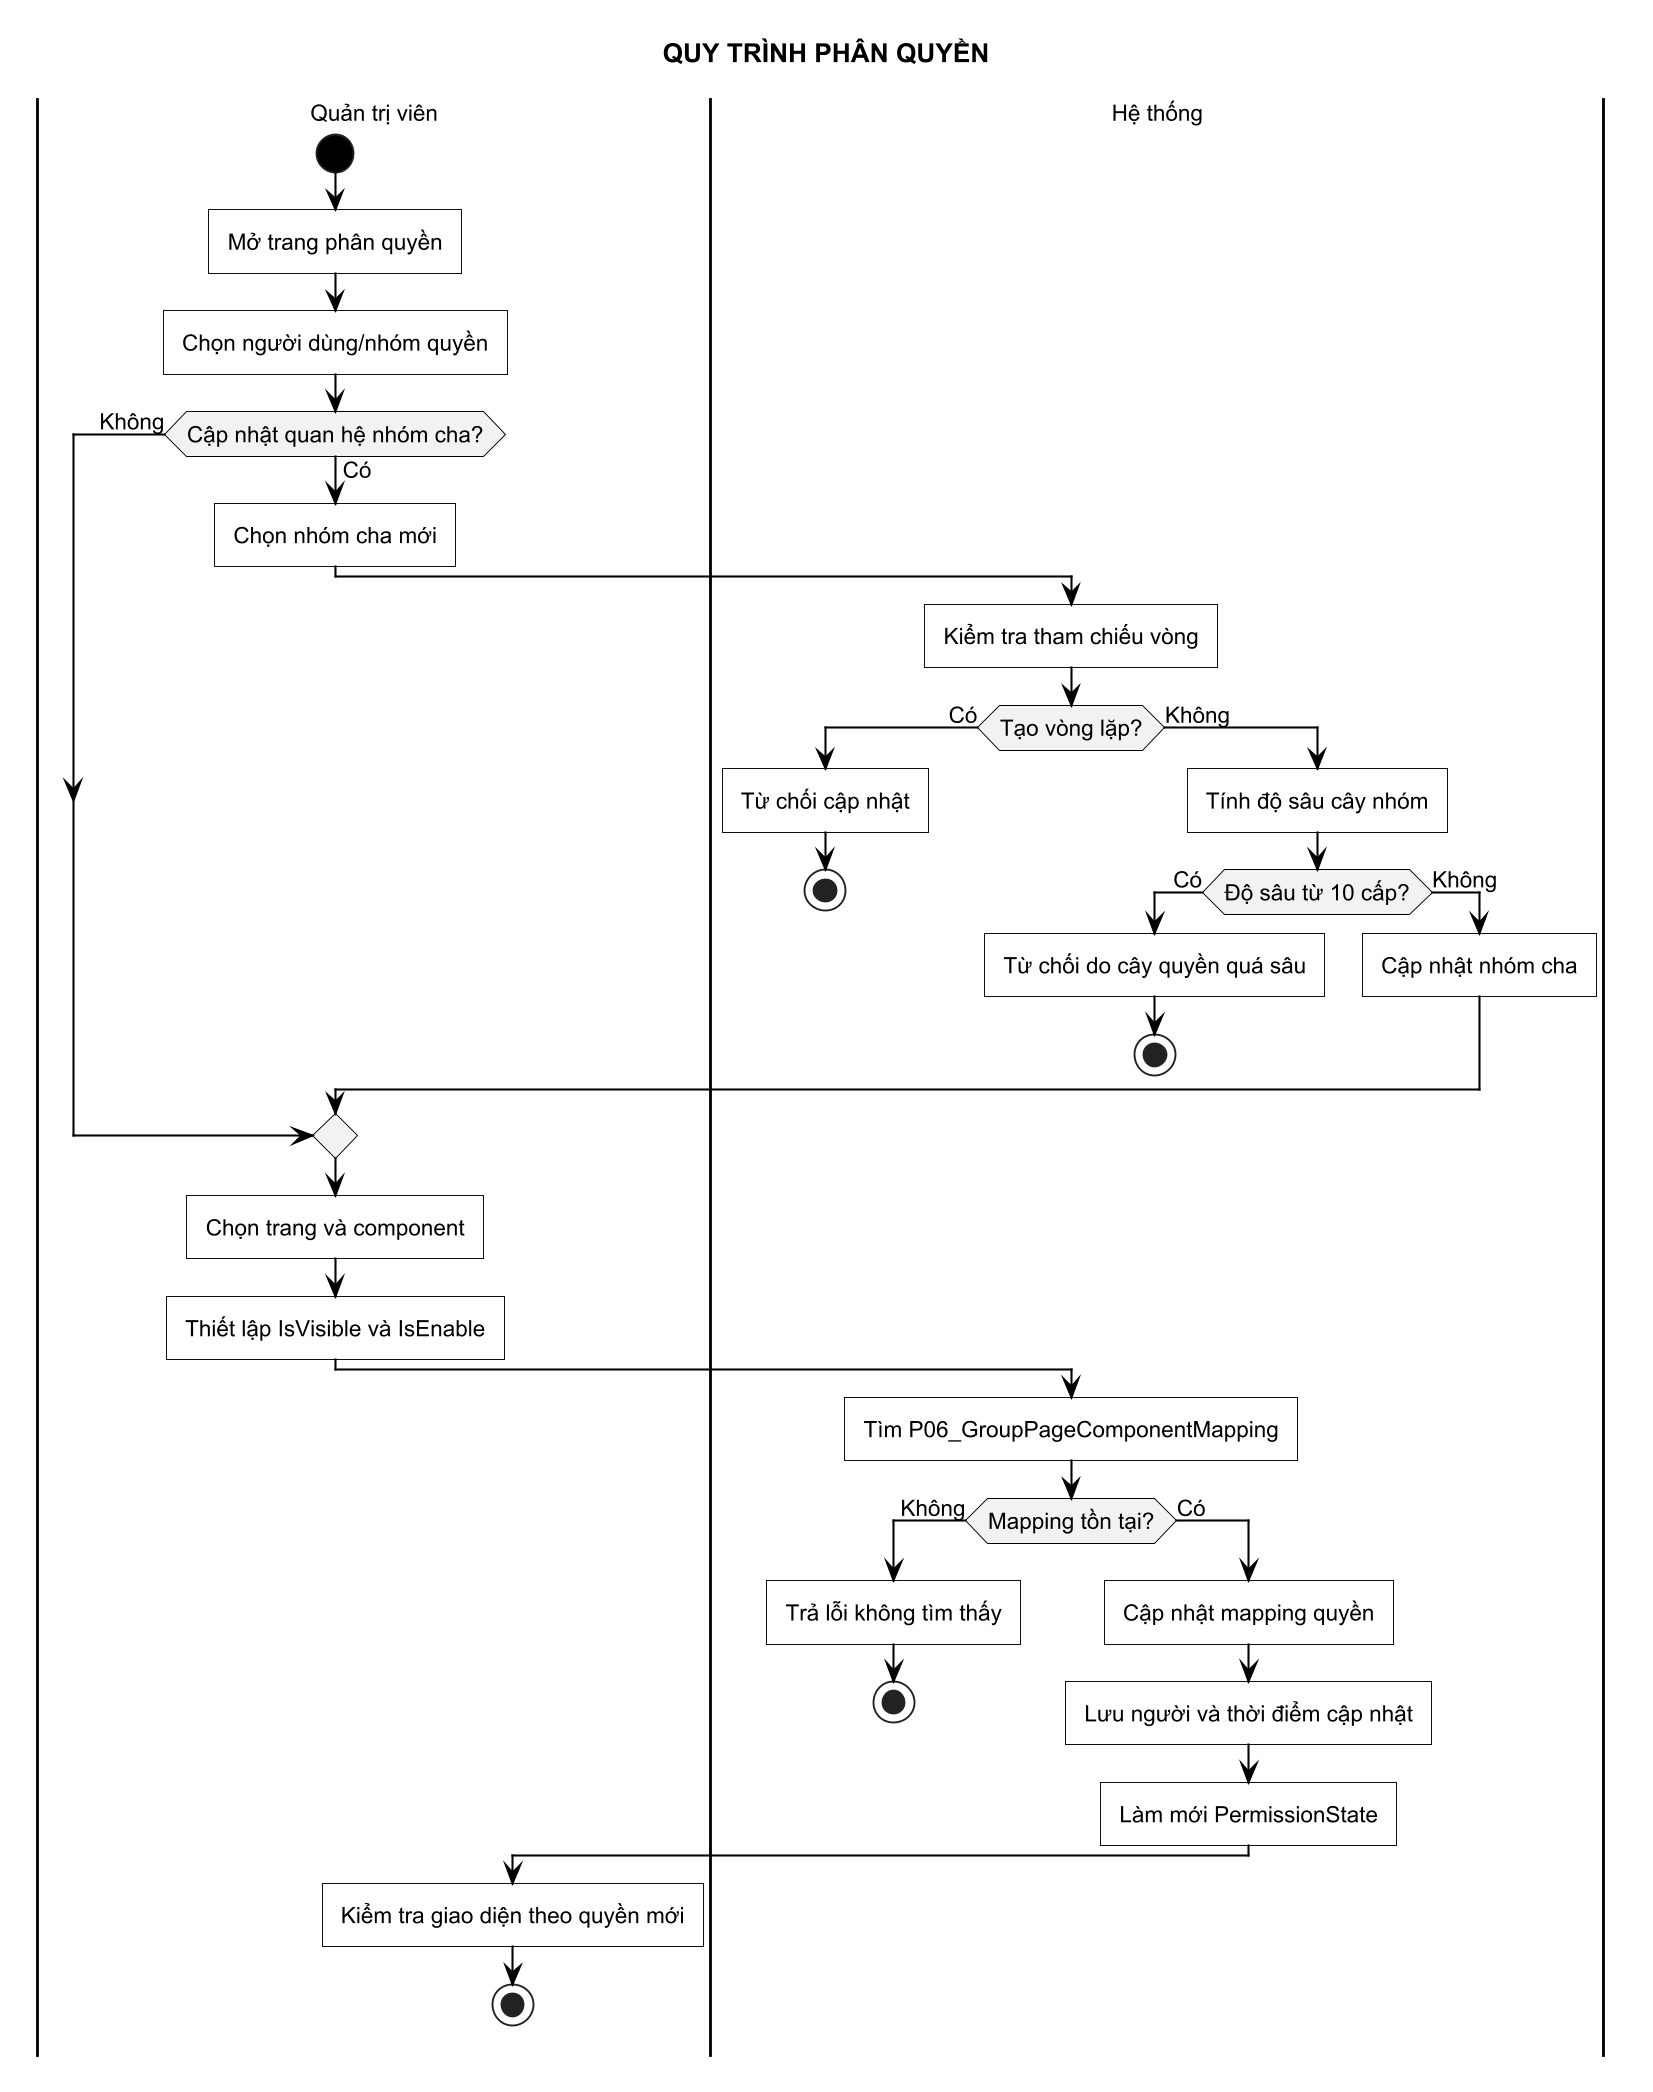 QUY TRÌNH PHÂN QUYỀN
Quản trị viên
Hệ thống
Mở trang phân quyền
Chọn người dùng/nhóm quyền
Không
Cập nhật quan hệ nhóm cha?
Có
Chọn nhóm cha mới
Kiểm tra tham chiếu vòng
Có
Tạo vòng lặp?
Không
Từ chối cập nhật
Tính độ sâu cây nhóm
Có
Độ sâu từ 10 cấp?
Không
Từ chối do cây quyền quá sâu
Cập nhật nhóm cha
Chọn trang và component
Thiết lập IsVisible và IsEnable
Tìm P06_GroupPageComponentMapping
Không
Mapping tồn tại?
Có
Trả lỗi không tìm thấy
Cập nhật mapping quyền
Lưu người và thời điểm cập nhật
Làm mới PermissionState
Kiểm tra giao diện theo quyền mới